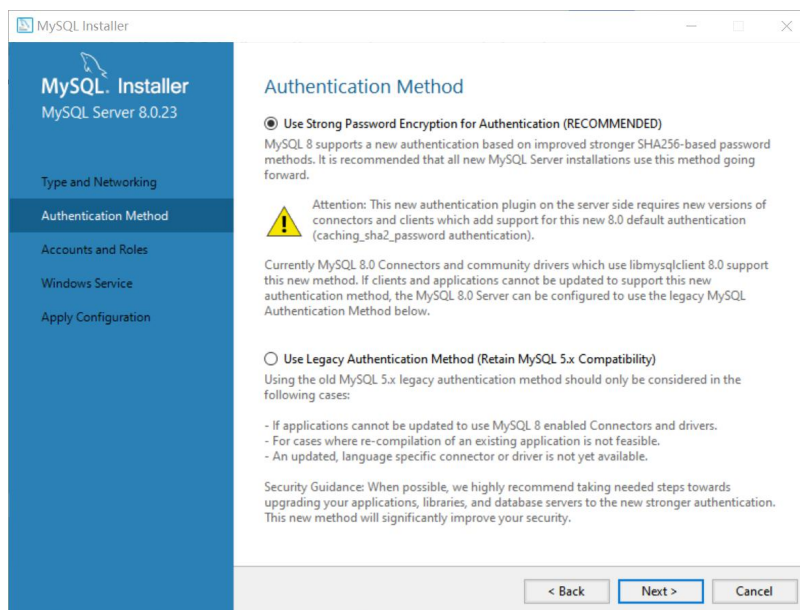 MySQL Installer
MySQL. Installer
MySQL Server 8.0.23
Type and Networking
Authentication Method
Accounts and Roles
Windows Service
Apply Configuration
Authentication Method
Use Strong Password Encryption for Authentication (RECOMMENDED)
MySQL 8 supports a new authentication based on improved stronger SHA256-based password
methods. It is recommended that all new MySQL Server installations use this method going
forward.
Attention: This new authentication plugin on the server side requires new versions of
connectors and clients which add support for this new 8.0 default authentication
(caching_sha2_password authentication).
Currently MySQL 8.0 Connectors and community drivers which use libmysqlclient 8.0 support
this new method. If clients and applications cannot be updated to support this new
authentication method, the MySQL 8.0 Server can be configured to use the legacy MySQL
Authentication Method below.
Use Legacy Authentication Method (Retain MySQL 5.x Compatibility)
Using the old MySQL 5.x legacy authentication method should only be considered in the
following cases:
- If applications cannot be updated to use MySQL 8 enabled Connectors and drivers.
- For cases where re-compilation of an existing application is not feasible.
- An updated, language specific connector or driver is not yet available.
Security Guidance: When possible, we highly recommend taking needed steps towards
upgrading your applications, libraries, and database servers to the new stronger authentication.
This new method will significantly improve your security.
< Back
Next >
Cancel